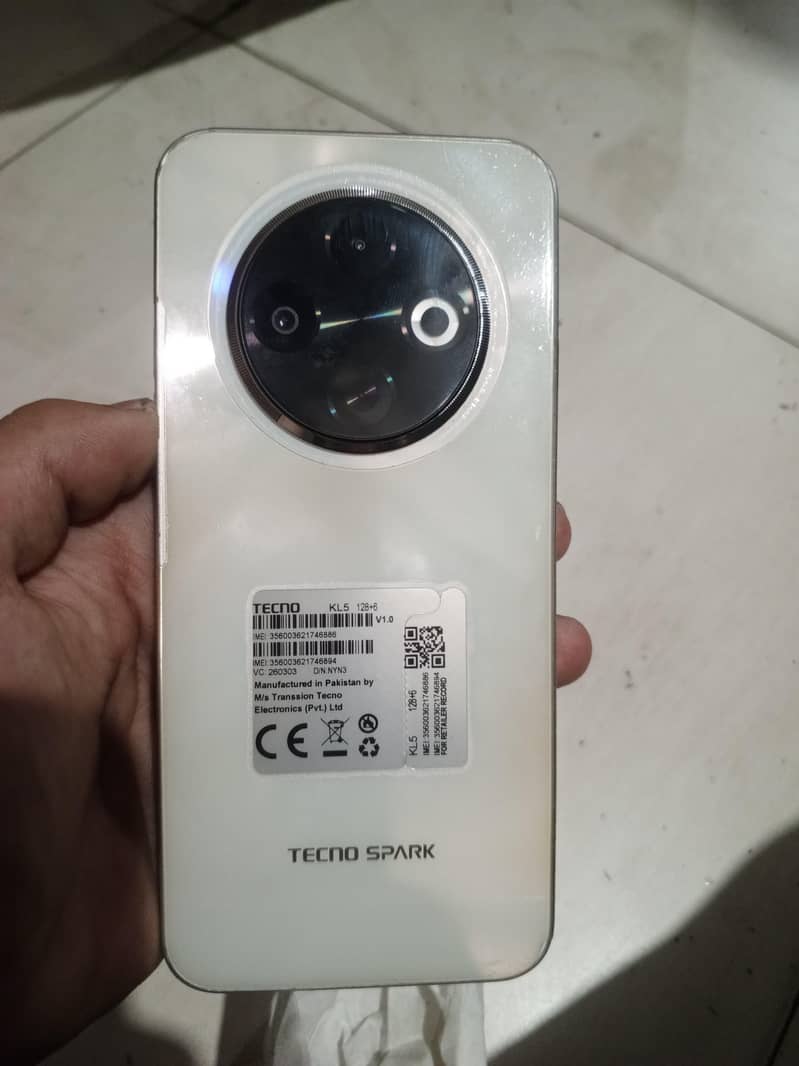 TECNO KL5 128+6
V1.0
IMEI: 356003621746886
IMEI:356003621746894
VC: 260303 D/N:NYN3
Manufactured in Pakistan by
M/s Transsion Tecno
Electronics (Pvt.) Ltd
CE
KL5 128+6
IMEI:356003621746886
IMEI:356003621746894
FOR RETAILER RECORD
TECNO SPARK